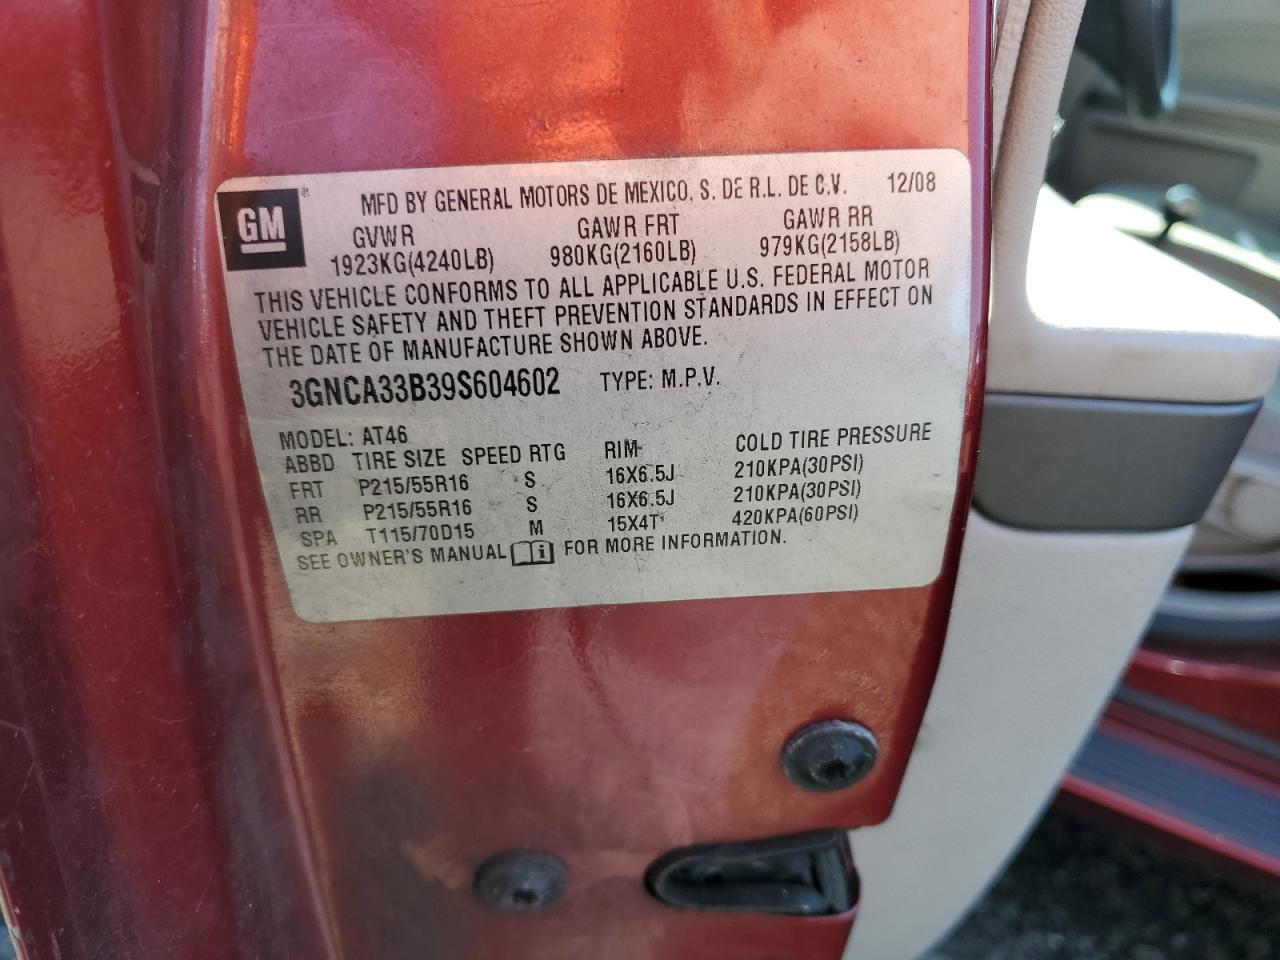 GM MFD BY GENERAL MOTORS DE MEXICO, S. DE R.L. DE C.V. 12/08
GVWR GAWR FRT GAWR RR
1923KG(4240LB) 980KG(2160LB) 979KG(2158LB)
THIS VEHICLE CONFORMS TO ALL APPLICABLE U.S. FEDERAL MOTOR
VEHICLE SAFETY AND THEFT PREVENTION STANDARDS IN EFFECT ON
THE DATE OF MANUFACTURE SHOWN ABOVE.
3GNCA33B39S604602 TYPE: M.P.V.
MODEL: AT46
ABBD TIRE SIZE SPEED RTG RIM COLD TIRE PRESSURE
FRT P215/55R16 S 16X6.5J 210KPA(30PSI)
RR P215/55R16 S 16X6.5J 210KPA(30PSI)
SPA T115/70D15 M 15X4T 420KPA(60PSI)
SEE OWNER'S MANUAL FOR MORE INFORMATION.